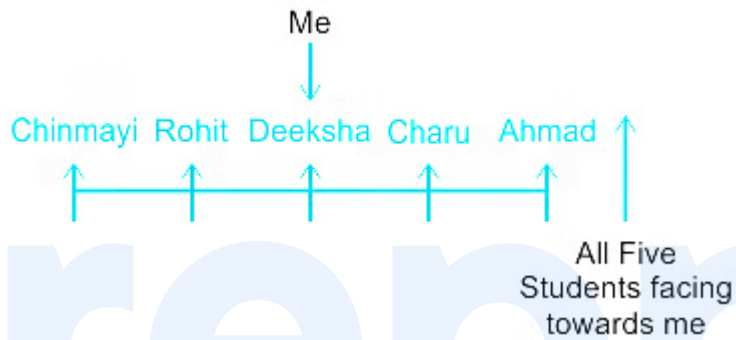 Me
Chinmayi Rohit Deeksha Charu Ahmad
All Five
Students facing
towards me